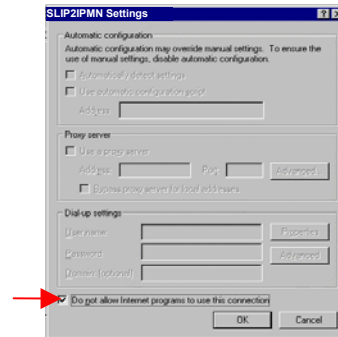 SLIP2IPMN Settings
Automatic configuration
Automatic configuration may override manual settings. To ensure the
use of manual settings, disable automatic configuration.
Automatically detect settings
Use automatic configuration script
Address
Proxy server
Use a proxy server
Address: Port: Advanced...
Bypass proxy server for local addresses
Dial-up settings
User name: Properties
Password: Advanced
Domain (optional)
Do not allow Internet programs to use this connection
OK Cancel